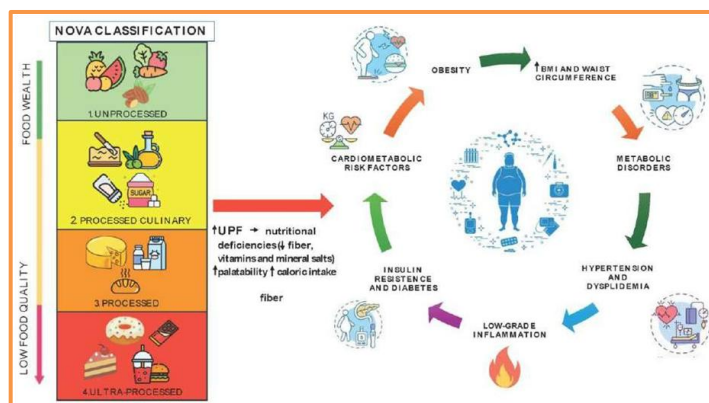 NOVA CLASSIFICATION
FOOD WEALTH
LOW FOOD QUALITY
1.UNPROCESSED
SUGAR
2.PROCESSED CULINARY
3.PROCESSED
4.ULTRA-PROCESSED
↑UPF → nutritional
deficiencies(↓ fiber,
vitamins and mineral salts)
↑palatability ↑ caloric intake
fiber
OBESITY
↑BMI AND WAIST
CIRCUMFERENCE
METABOLIC
DISORDERS
HYPERTENSION
AND
DYSPLIDEMIA
LOW-GRADE
INFLAMMATION
INSULIN
RESISTENCE
AND DIABETES
KG
CARDIOMETABOLIC
RISK FACTORS